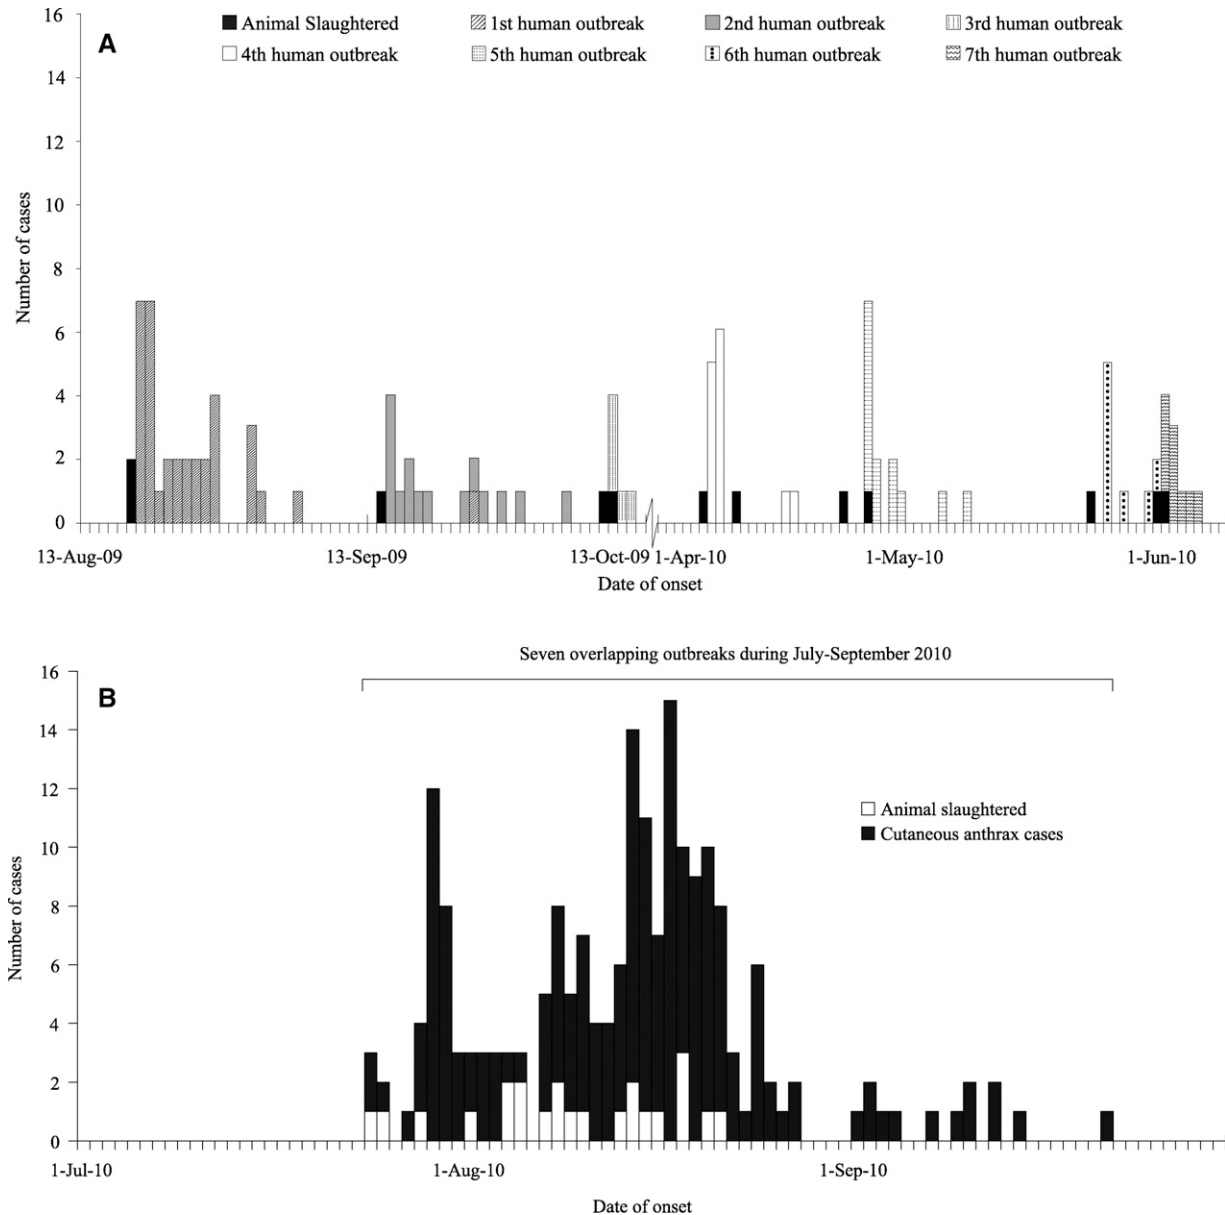 A
Animal Slaughtered 1st human outbreak 2nd human outbreak 3rd human outbreak
4th human outbreak 5th human outbreak 6th human outbreak 7th human outbreak
Number of cases
16
14
12
10
8
6
4
2
0
13-Aug-09 13-Sep-09 13-Oct-09 1-Apr-10 1-May-10 1-Jun-10
Date of onset
Seven overlapping outbreaks during July-September 2010
B
Animal slaughtered
Cutaneous anthrax cases
Number of cases
16
14
12
10
8
6
4
2
0
1-Jul-10 1-Aug-10 1-Sep-10
Date of onset